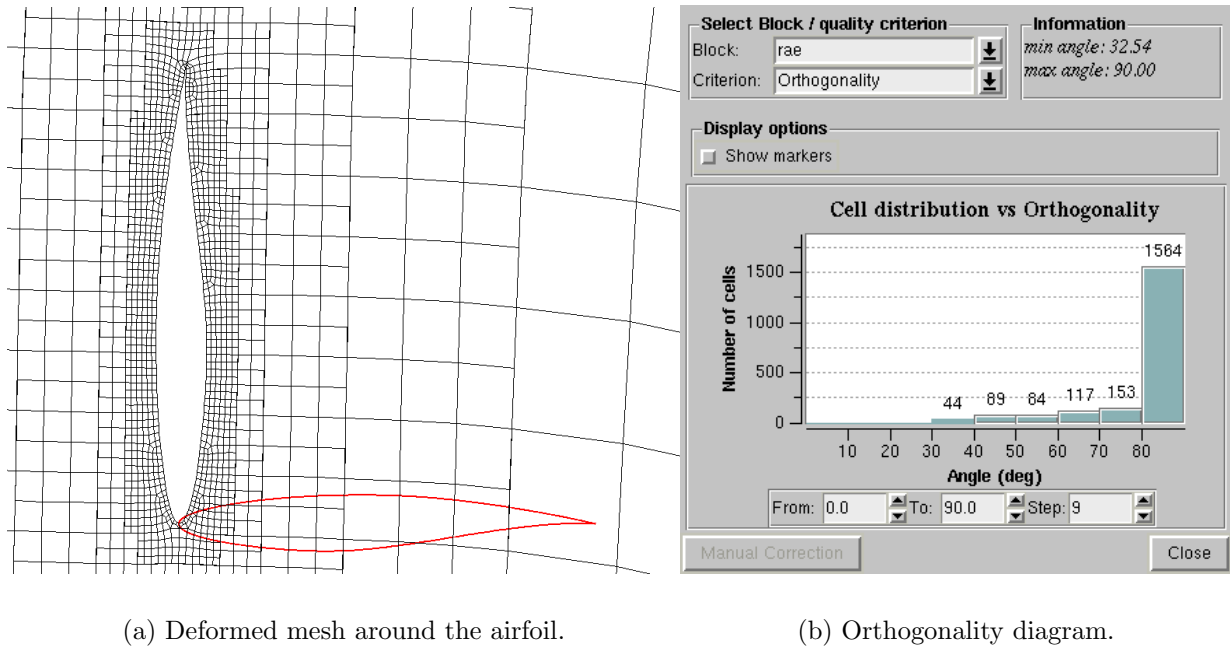 Select Block / quality criterion
Block: rae
Criterion: Orthogonality
Information
min angle: 32.54
max angle: 90.00
Display options
Show markers
Cell distribution vs Orthogonality
Number of cells
1500
1000
500
0
44 89 84 117 153 1564
10 20 30 40 50 60 70 80
Angle (deg)
From: 0.0 To: 90.0 Step: 9
Manual Correction Close
(a) Deformed mesh around the airfoil. (b) Orthogonality diagram.